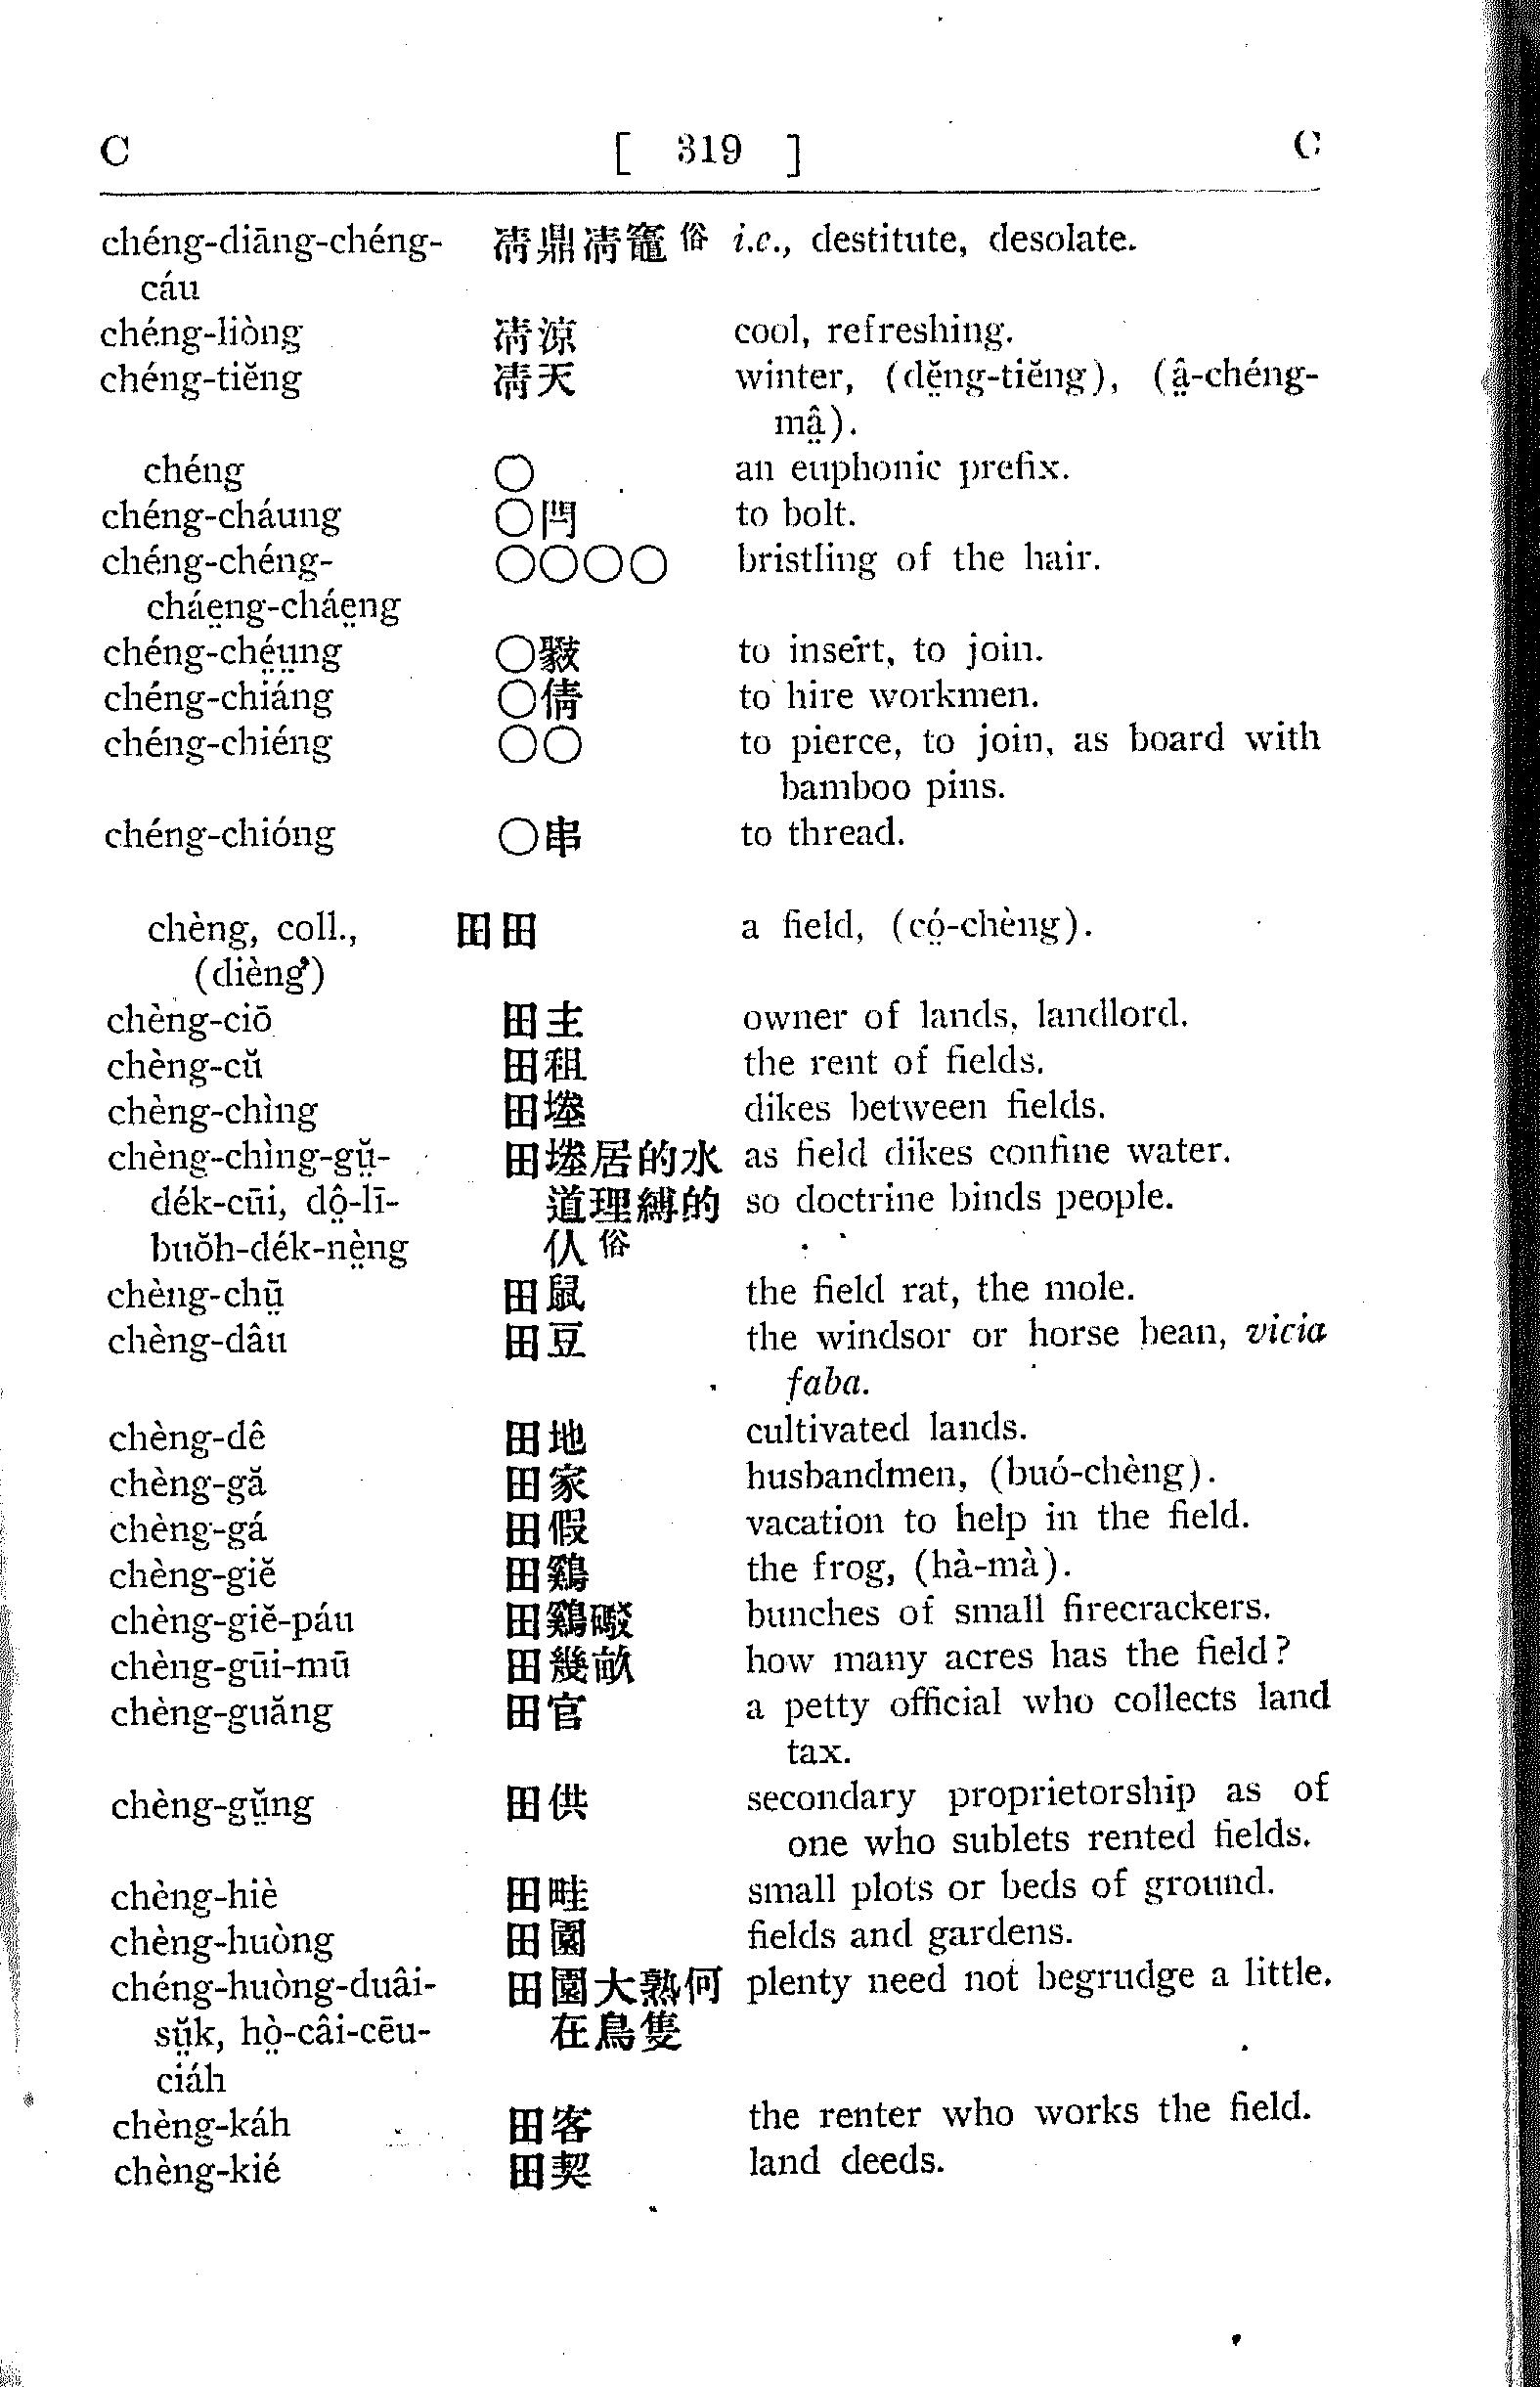 C [ 319 ] C
chéng-diāng-chéng- 凊鼎凊竈 俗 i.e., destitute, desolate.
cáu
chéng-liòng 凊涼 cool, refreshing.
chéng-tiĕng 凊天 winter, (dĕ̤ng-tiĕng), (â̤-chéng-
mâ̤).
chéng 〇 an euphonic prefix.
chéng-cháung 〇閂 to bolt.
chéng-chéng- 〇〇〇〇 bristling of the hair.
cháe̤ng-cháe̤ng
chéng-ché̤ṳng 〇 to insert, to join.
chéng-chiáng 〇倩 to hire workmen.
chéng-chiéng 〇〇 to pierce, to join, as board with
bamboo pins.
chéng-chióng 〇串 to thread.
chèng, coll., 田田 a field, (có̤-chèng).
(dièng)
chèng-ciō 田主 owner of lands, landlord.
chèng-cŭ 田租 the rent of fields.
chèng-chìng 田塍 dikes between fields.
chèng-chìng-gṳ̆- 田塍居的水 as field dikes confine water.
dék-cūi, dô̤-lī- 道理縛的 so doctrine binds people.
buŏh-dék-nè̤ng 仈 俗
chèng-chṳ̄ 田鼠 the field rat, the mole.
chèng-dâu 田豆 the windsor or horse bean, vicia
faba.
chèng-dê 田地 cultivated lands.
chèng-gă 田家 husbandmen, (buó-chèng).
chèng-gá 田假 vacation to help in the field.
chèng-giĕ 田鷄 the frog, (hà-mà).
chèng-giĕ-páu 田鷄礮 bunches of small firecrackers.
chèng-gūi-mū 田幾畝 how many acres has the field?
chèng-guăng 田官 a petty official who collects land
tax.
chèng-gṳ̆ng 田供 secondary proprietorship as of
one who sublets rented fields.
chèng-hiè 田畦 small plots or beds of ground.
chèng-huòng 田園 fields and gardens.
chéng-huòng-duâi- 田園大熟何 plenty need not begrudge a little.
sṳ̆k, hò̤-câi-cēu- 在鳥隻
ciáh
chèng-káh 田客 the renter who works the field.
chèng-kié 田契 land deeds.